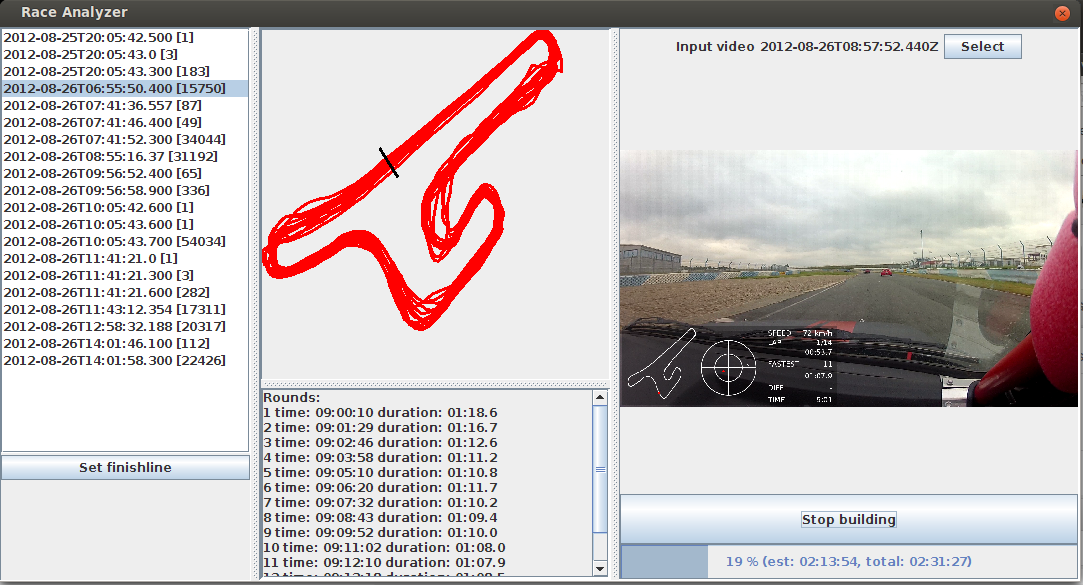 Race Analyzer
2012-08-25T20:05:42.500 [1]
2012-08-25T20:05:43.0 [3]
2012-08-25T20:05:43.300 [183]
2012-08-26T06:55:50.400 [15750]
2012-08-26T07:41:36.557 [87]
2012-08-26T07:41:46.400 [49]
2012-08-26T07:41:52.300 [34044]
2012-08-26T08:55:16.37 [31192]
2012-08-26T09:56:52.400 [65]
2012-08-26T09:56:58.900 [336]
2012-08-26T10:05:42.600 [1]
2012-08-26T10:05:43.600 [1]
2012-08-26T10:05:43.700 [54034]
2012-08-26T11:41:21.0 [1]
2012-08-26T11:41:21.300 [3]
2012-08-26T11:41:21.600 [282]
2012-08-26T11:43:12.354 [17311]
2012-08-26T12:58:32.188 [20317]
2012-08-26T14:01:46.100 [112]
2012-08-26T14:01:58.300 [22426]
Set finishline
Rounds:
1 time: 09:00:10 duration: 01:18.6
2 time: 09:01:29 duration: 01:16.7
3 time: 09:02:46 duration: 01:12.6
4 time: 09:03:58 duration: 01:11.2
5 time: 09:05:10 duration: 01:10.8
6 time: 09:06:20 duration: 01:11.7
7 time: 09:07:32 duration: 01:10.2
8 time: 09:08:43 duration: 01:09.4
9 time: 09:09:52 duration: 01:10.0
10 time: 09:11:02 duration: 01:08.0
11 time: 09:12:10 duration: 01:07.9
Input video 2012-08-26T08:57:52.440Z Select
SPEED 72 km/h
LAP 1/14
00:53.7
FASTEST 11
01:07.9
DIFF -
TIME 5:01
Stop building
19 % (est: 02:13:54, total: 02:31:27)